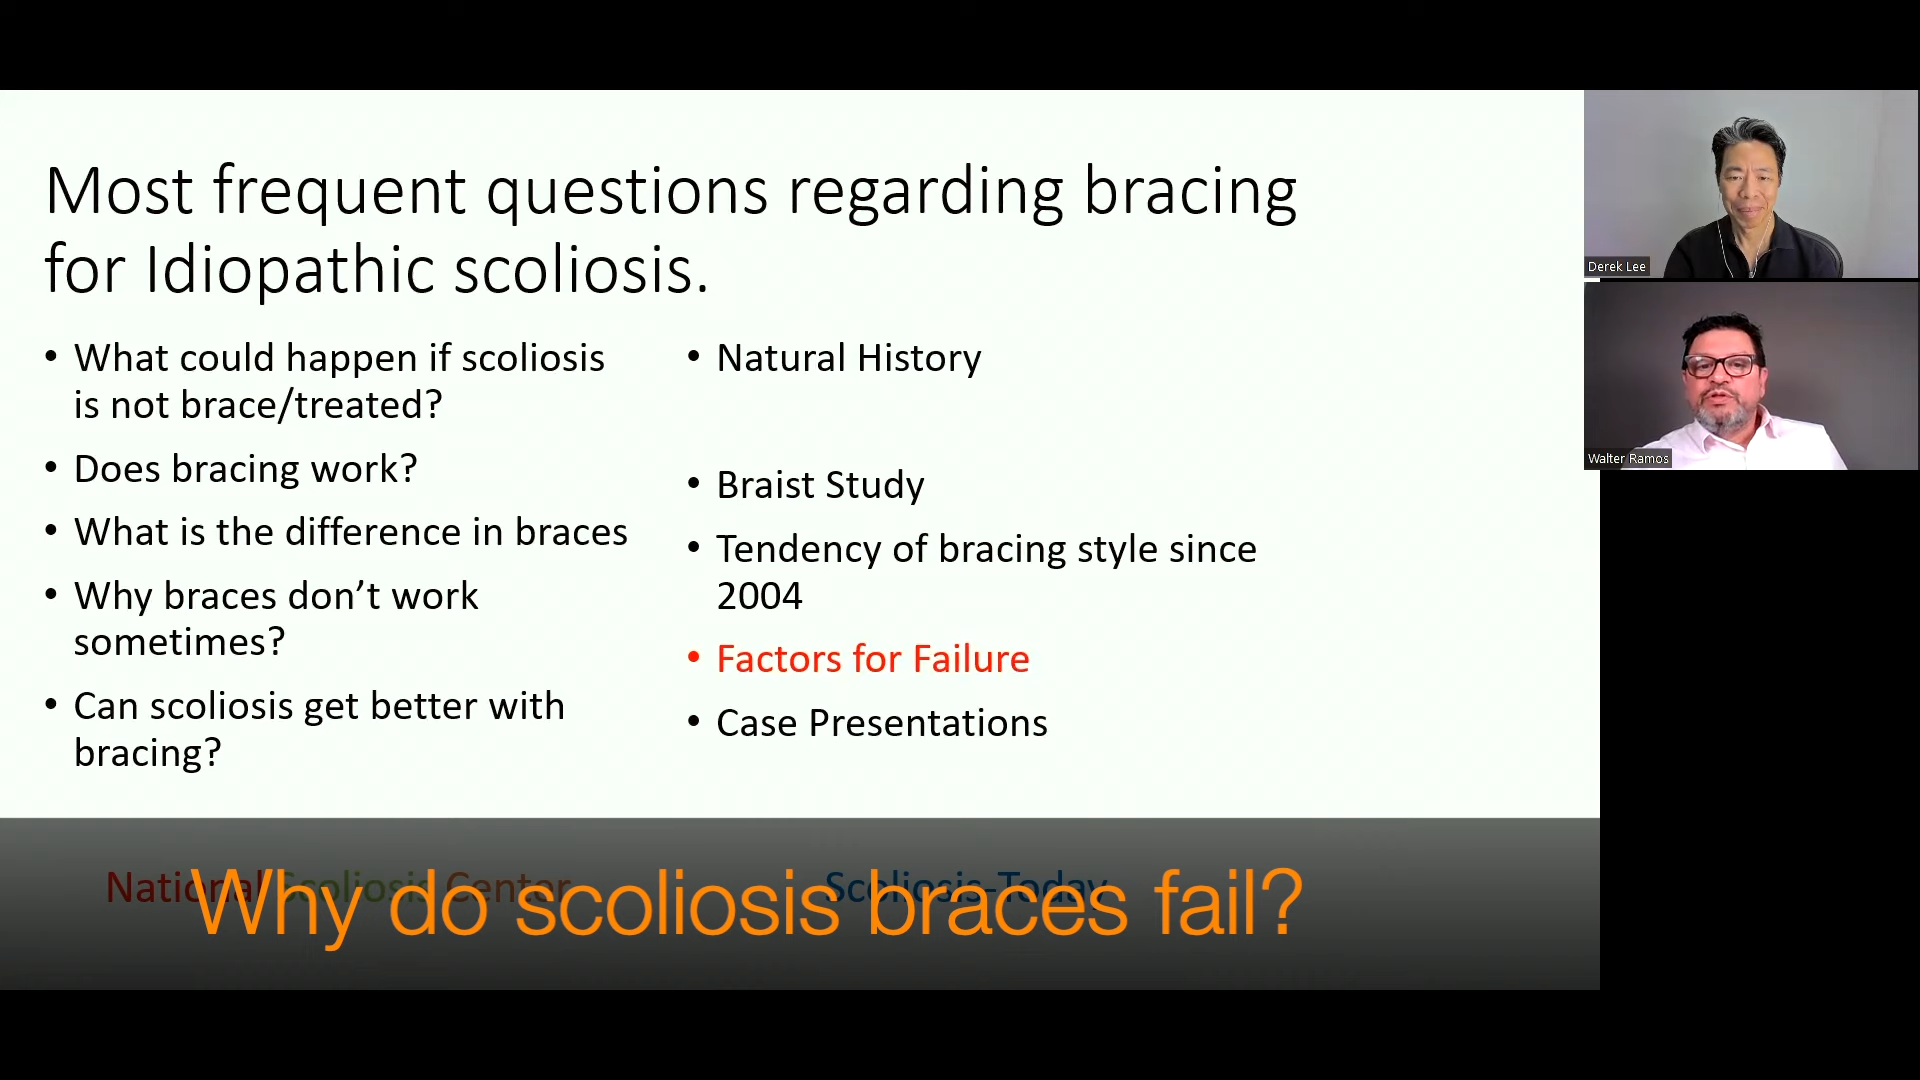 Most frequent questions regarding bracing
for Idiopathic scoliosis.
• What could happen if scoliosis
is not brace/treated?
• Does bracing work?
• What is the difference in braces
• Why braces don’t work
sometimes?
• Can scoliosis get better with
bracing?
• Natural History
• Braist Study
• Tendency of bracing style since
2004
• Factors for Failure
• Case Presentations
National Scoliosis Center
Scoliosis-Today
Why do scoliosis braces fail?
Derek Lee
Walter Ramos